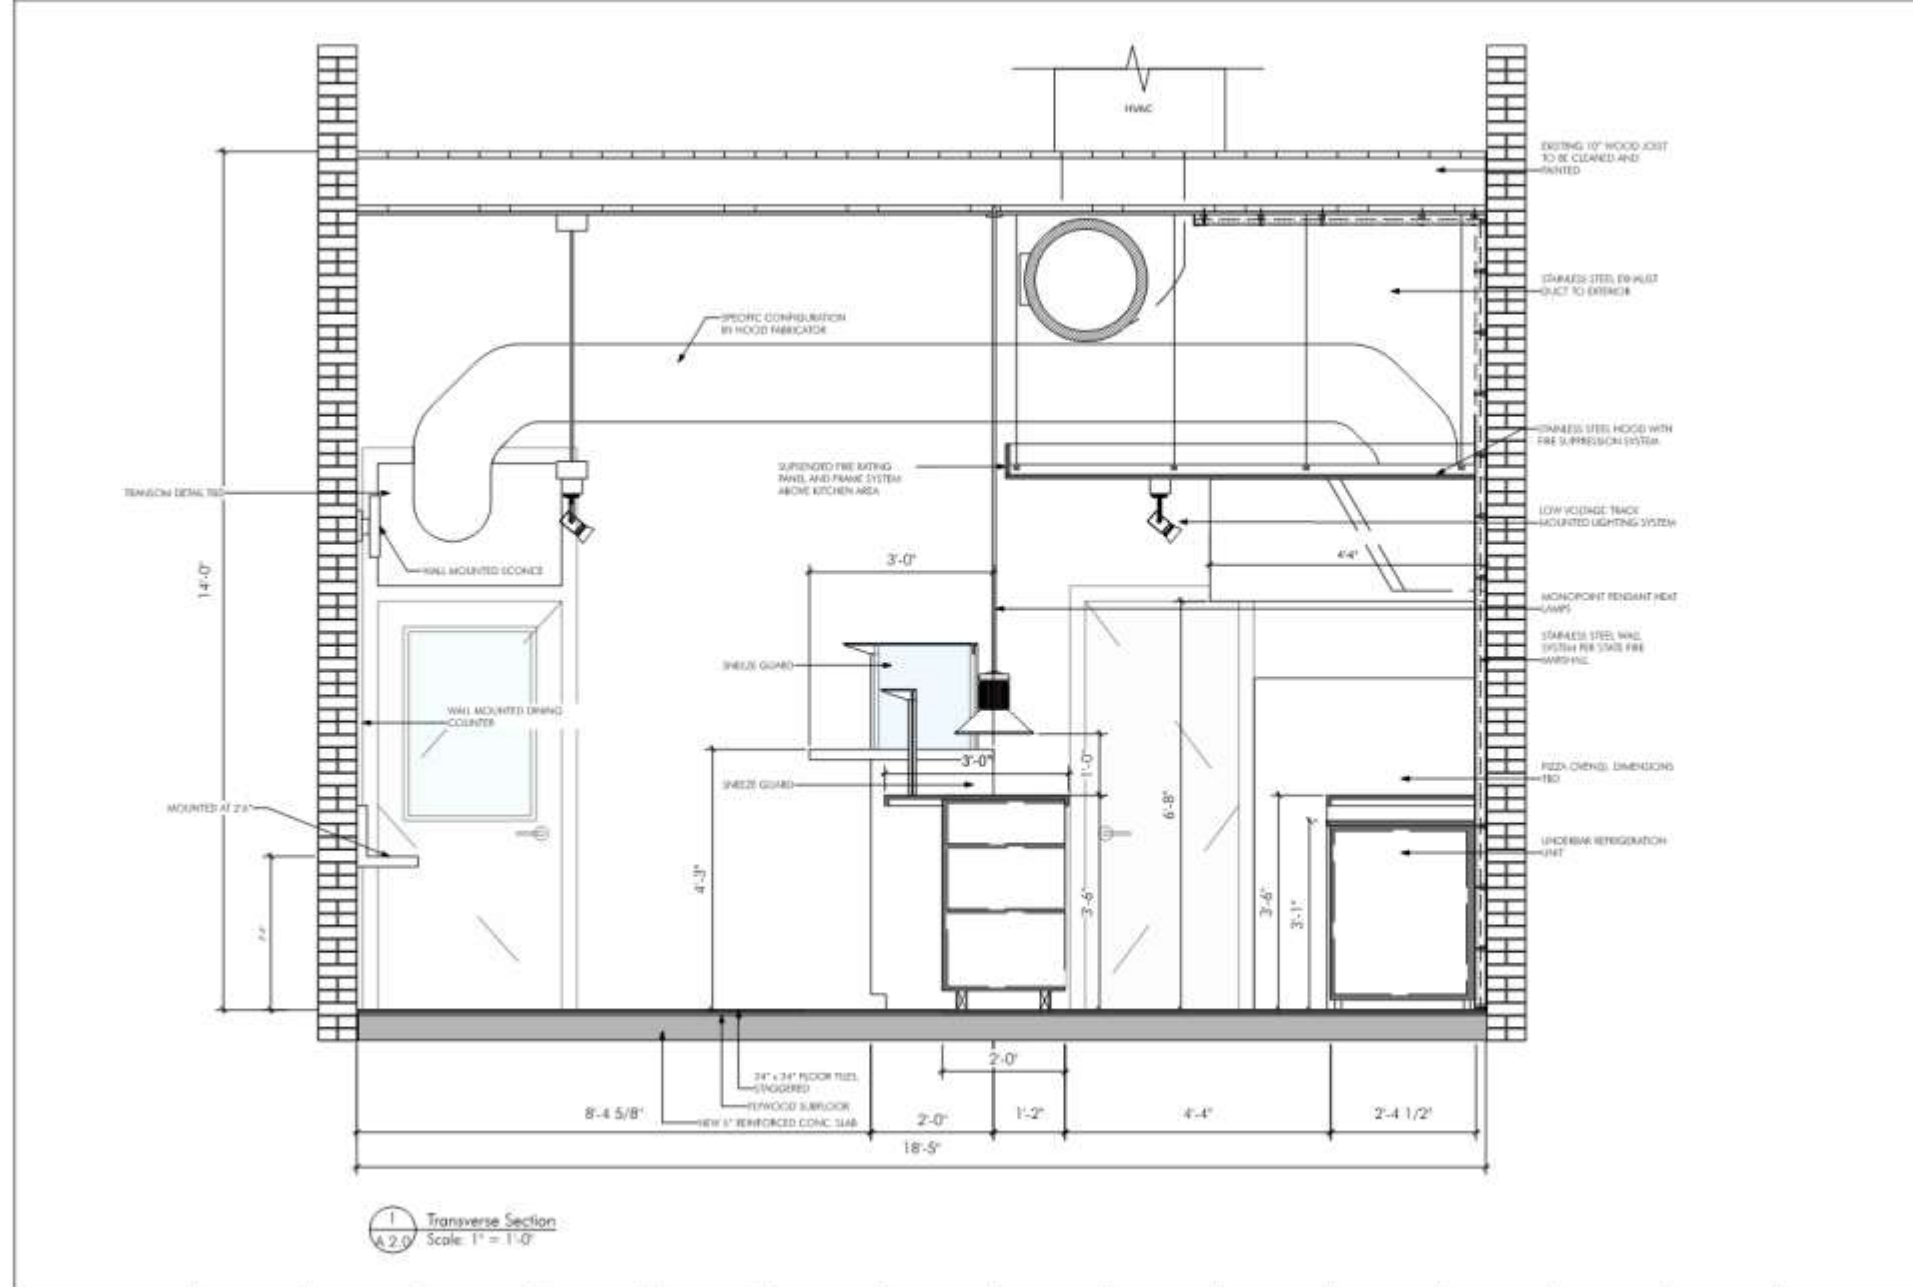 HVAC
EXISTING 10" WOOD JOIST
TO BE CLEANED AND
PAINTED
STAINLESS STEEL EXHAUST
DUCT TO EXTERIOR
SPECIFIC CONFIGURATION
BY HOOD FABRICATOR
STAINLESS STEEL HOOD WITH
FIRE SUPPRESSION SYSTEM
SUPSENDED FIRE RATING
PANEL AND FRAME SYSTEM
ABOVE KITCHEN AREA
TRANSOM DETAIL TBD
LOW VOLTAGE TRACK
MOUNTED LIGHTING SYSTEM
WALL MOUNTED SCONCE
3'-0"
4'-4"
14'-0"
MONOPOINT PENDANT HEAT
LAMPS
STAINLESS STEEL WALL
SYSTEM PER STATE FIRE
MARSHALL
SNEEZE GUARD
WALL MOUNTED DINING
COUNTER
3'-0"
1'-0"
SNEEZE GUARD
PIZZA OVEN(S), DIMENSIONS
TBD
MOUNTED AT 2'6"
6'-8"
UNDERBAR REFRIGERATION
UNIT
4'-3"
3'-6"
3'-6"
3'-1"
5"
2'-0"
24" x 24" FLOOR TILES,
STAGGERED
PLYWOOD SUBFLOOR
NEW 5" REINFORCED CONC. SLAB
8'-4 5/8"
2'-0"
1'-2"
4'-4"
2'-4 1/2"
18'-5"
1
A 2.0
Transverse Section
Scale: 1" = 1'-0"